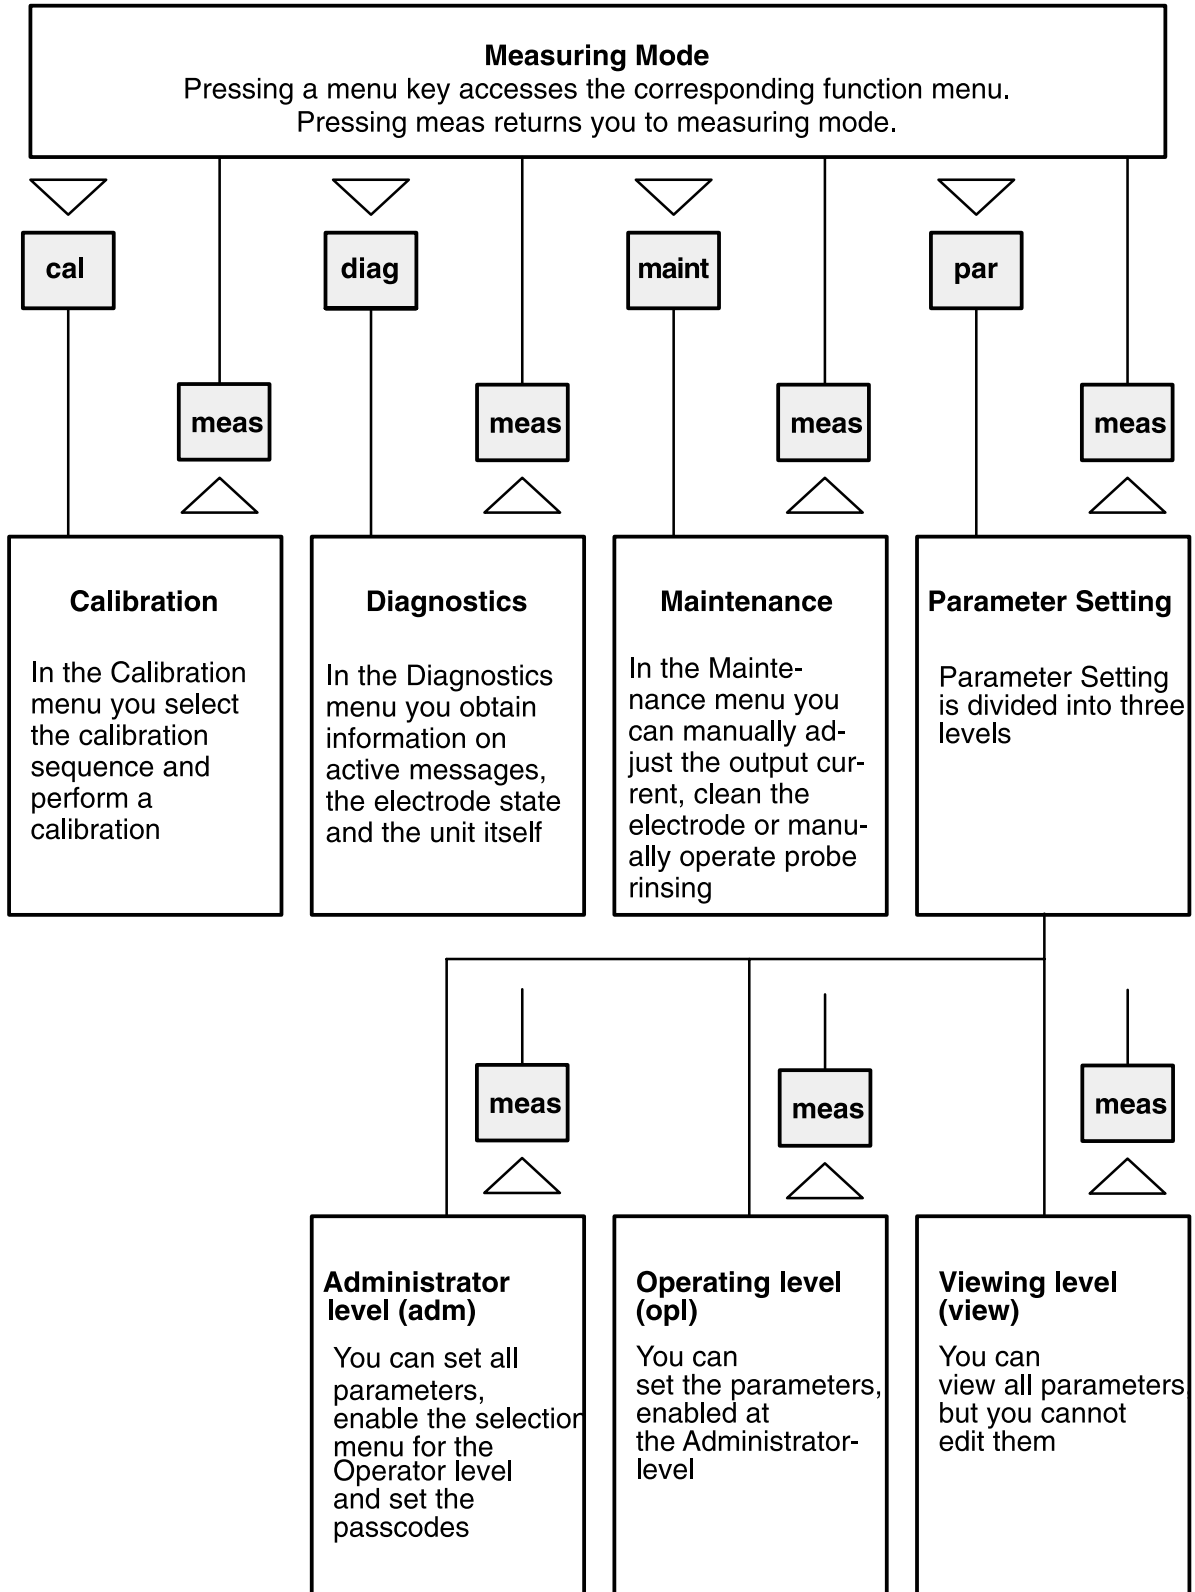 Measuring Mode
Pressing a menu key accesses the corresponding function menu.
Pressing meas returns you to measuring mode.
cal
diag
maint
par
meas
meas
meas
meas
Calibration
In the Calibration
menu you select
the calibration
sequence and
perform a
calibration
Diagnostics
In the Diagnostics
menu you obtain
information on
active messages,
the electrode state
and the unit itself
Maintenance
In the Mainte-
nance menu you
can manually ad-
just the output cur-
rent, clean the
electrode or manu-
ally operate probe
rinsing
Parameter Setting
Parameter Setting
is divided into three
levels
meas
meas
meas
Administrator
level (adm)
You can set all
parameters,
enable the selection
menu for the
Operator level
and set the
passcodes
Operating level
(opl)
You can
set the parameters,
enabled at
the Administrator-
level
Viewing level
(view)
You can
view all parameters,
but you cannot
edit them